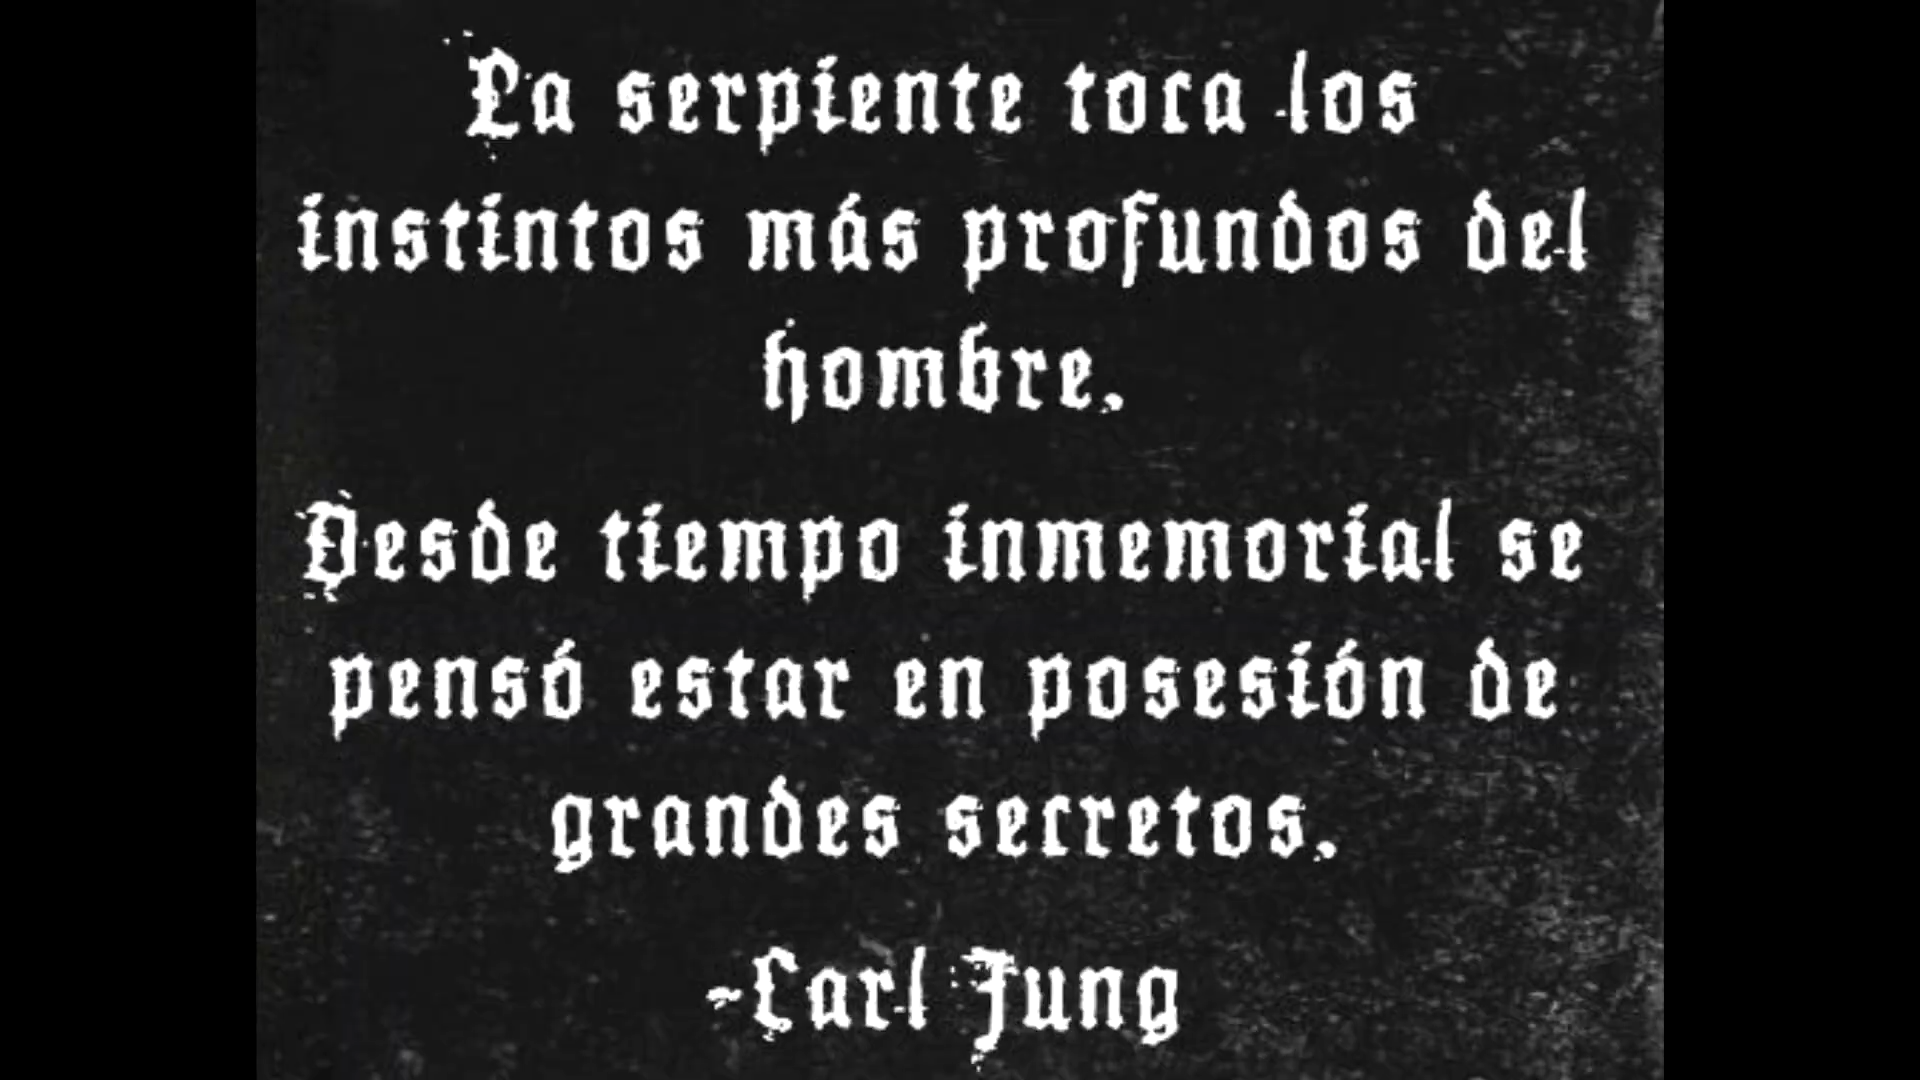 La serpiente toca los
instintos más profundos del
hombre.
Desde tiempo inmemorial se
pensó estar en posesión de
grandes secretos.
-Carl Jung